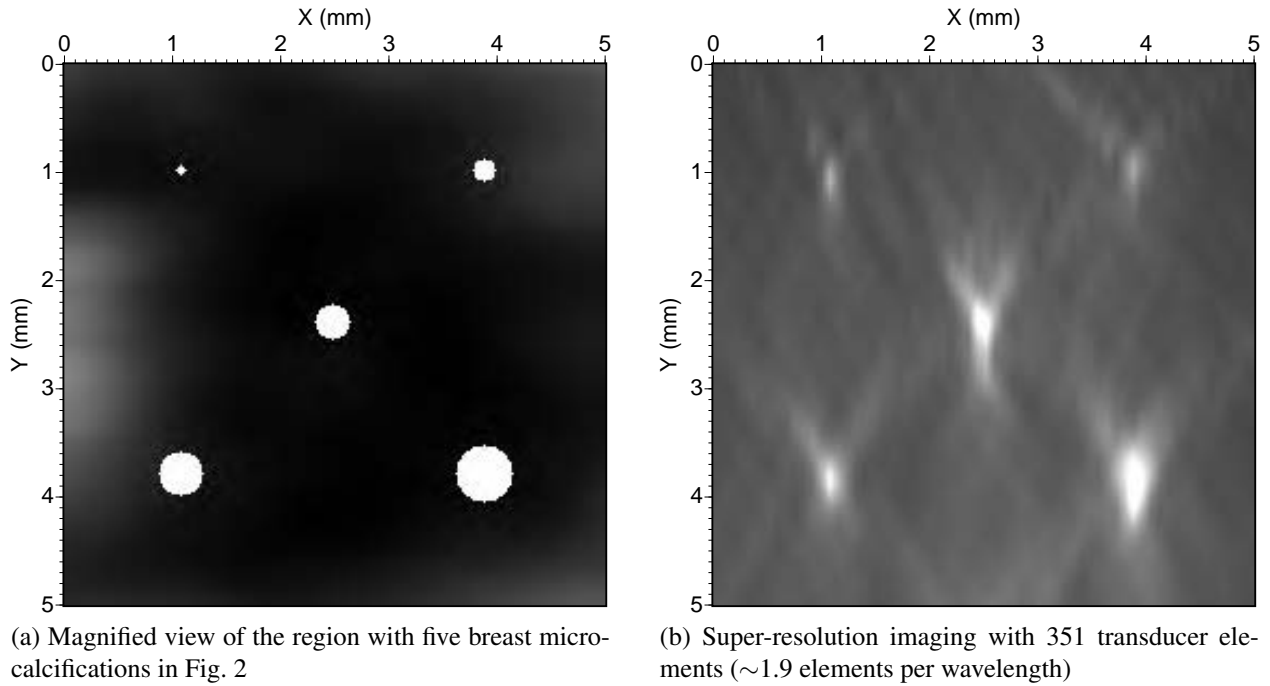 X (mm)
0 1 2 3 4 5
0
1
2
3
4
5
Y (mm)
(a) Magnified view of the region with five breast micro-
calcifications in Fig. 2
X (mm)
0 1 2 3 4 5
0
1
2
3
4
5
Y (mm)
(b) Super-resolution imaging with 351 transducer ele-
ments (∼1.9 elements per wavelength)